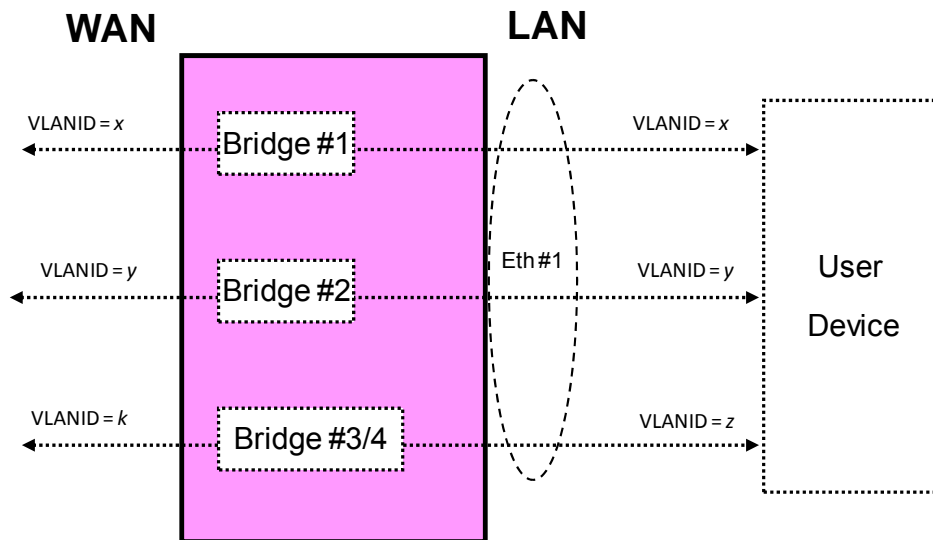 WAN
LAN
VLANID = x
Bridge #1
VLANID = x
VLANID = y
Bridge #2
Eth #1
VLANID = y
User
Device
VLANID = k
Bridge #3/4
VLANID = z